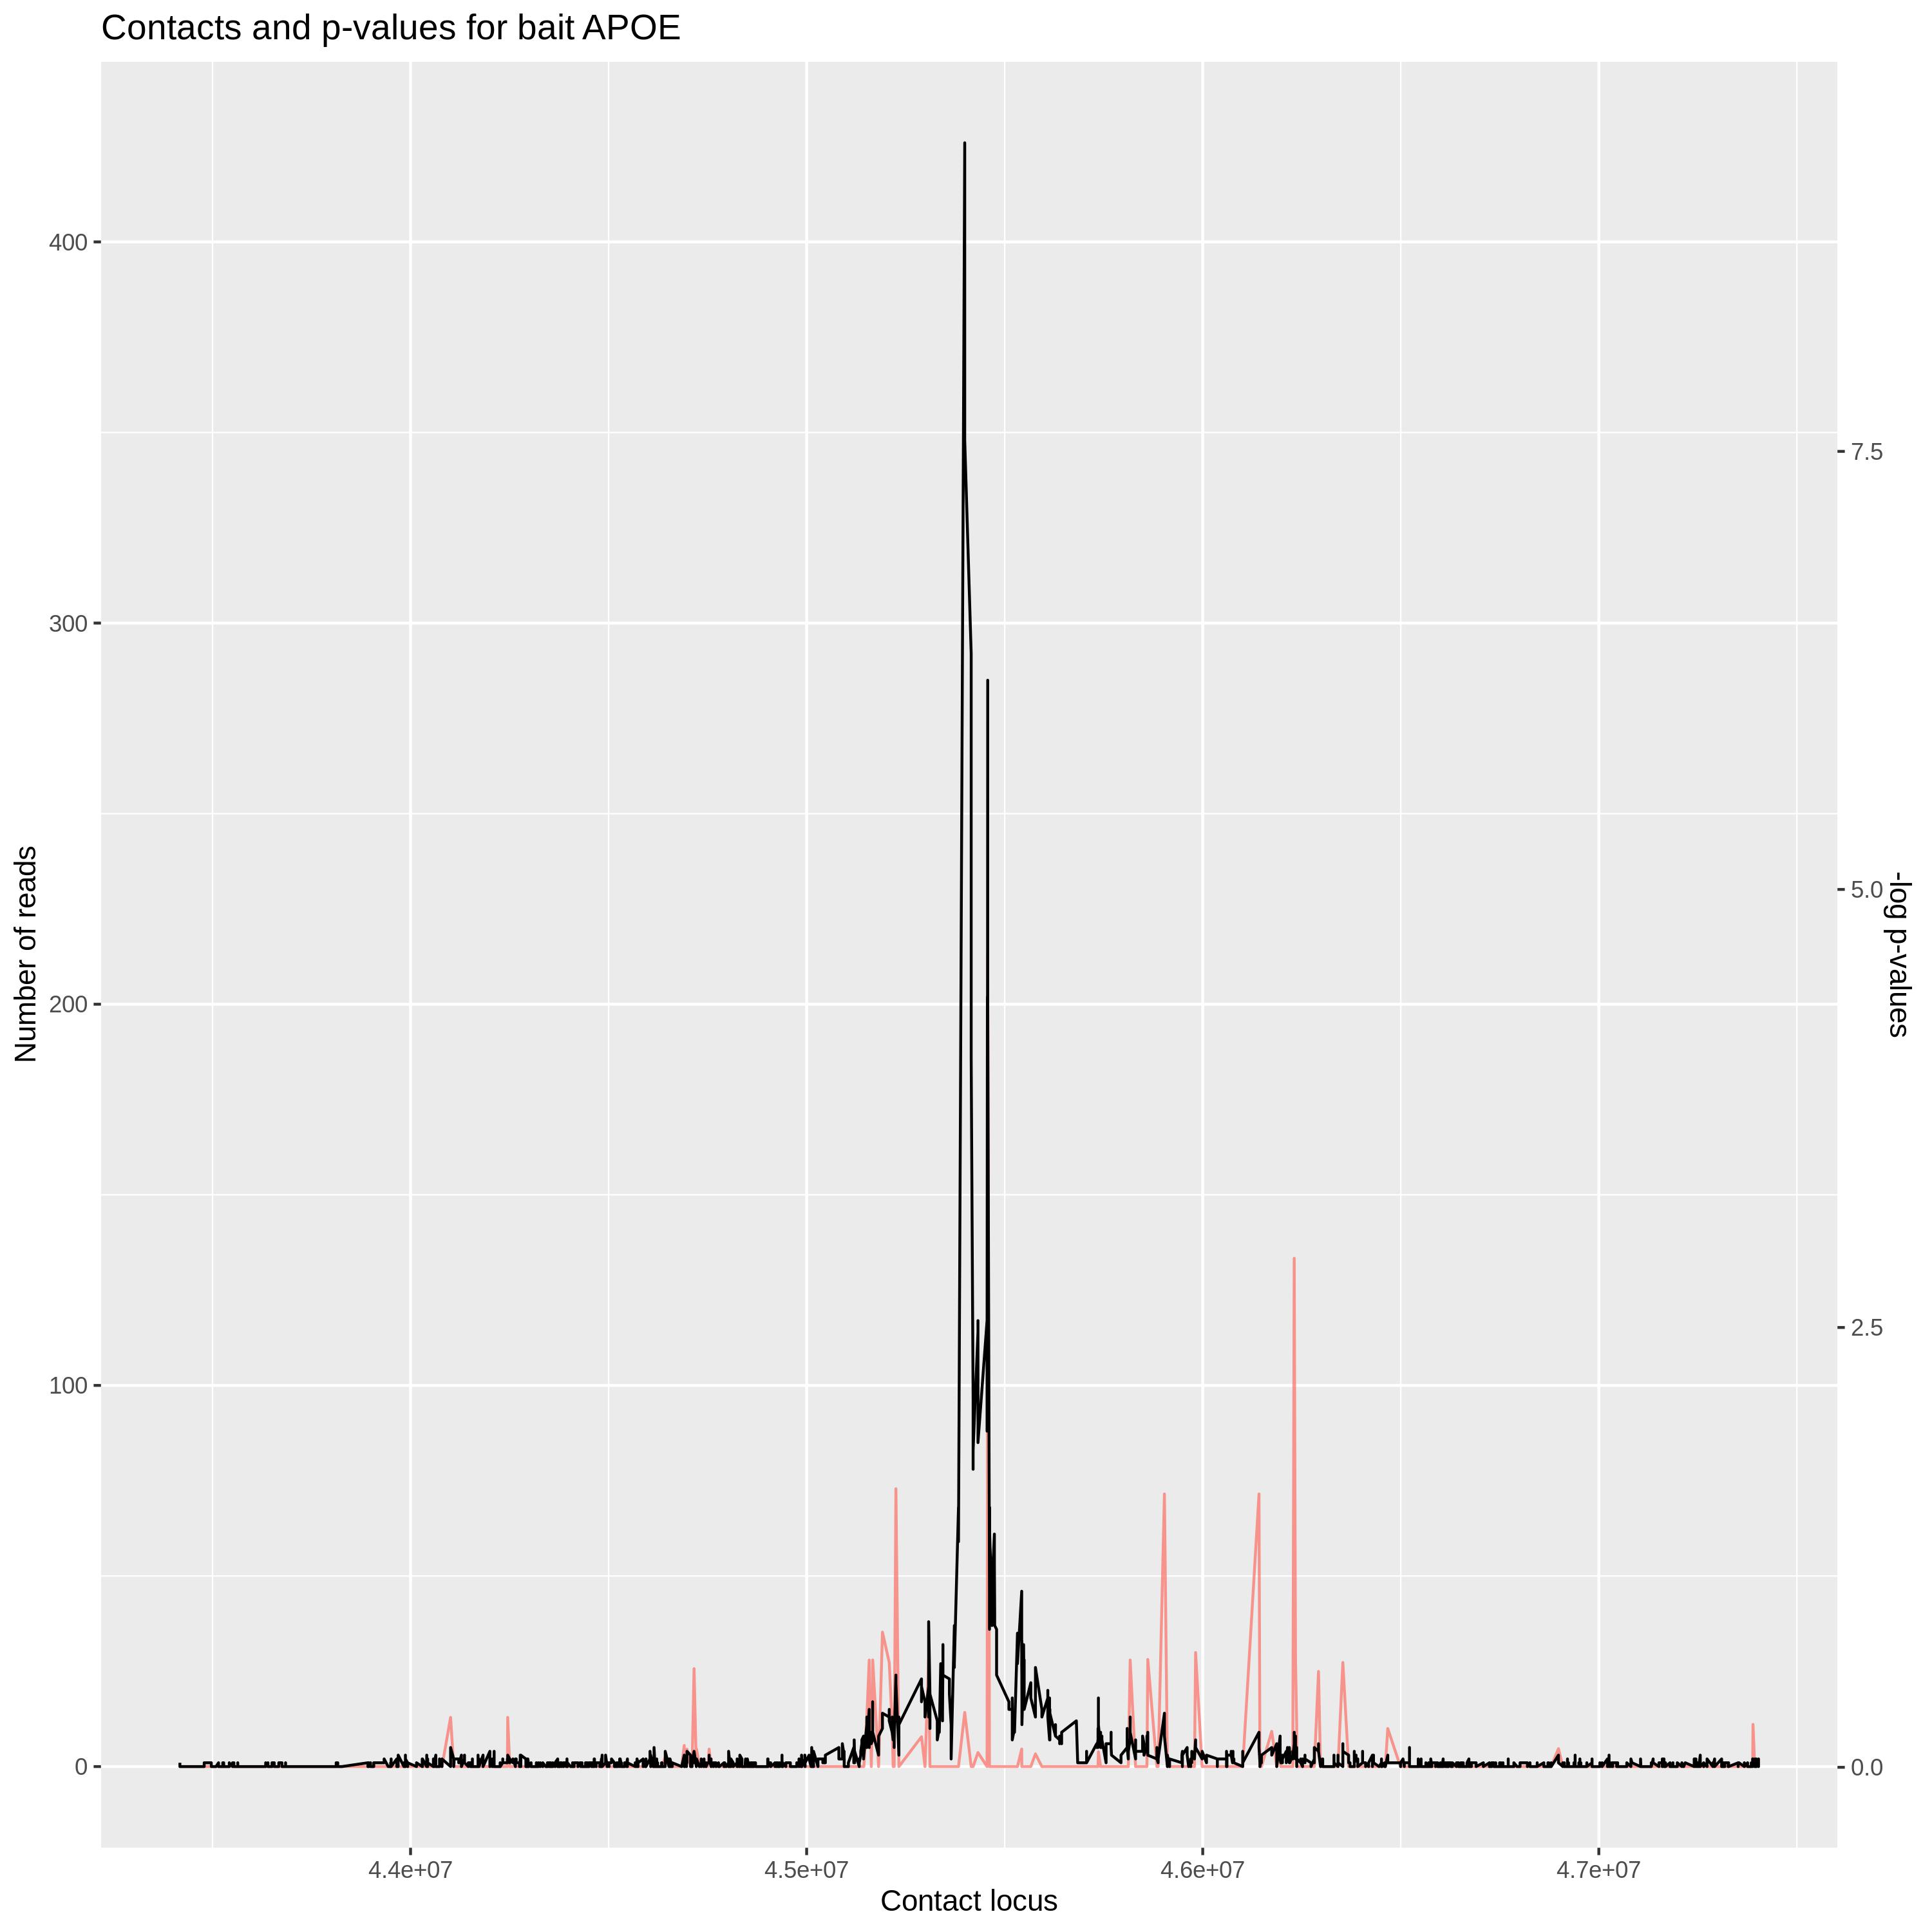 Contacts and p-values for bait APOE
400
300
200
100
0
Number of reads
7.5
5.0
2.5
0.0
-log p-values
4.4e+07 4.5e+07 4.6e+07 4.7e+07
Contact locus